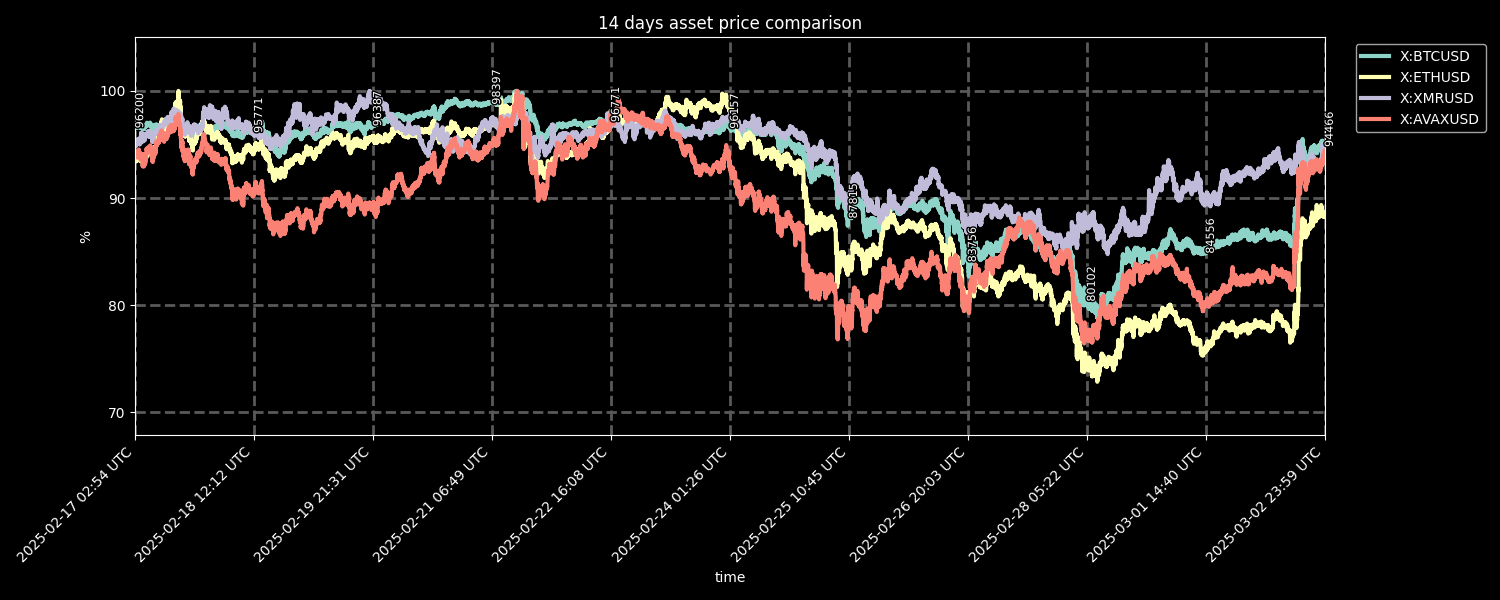 14 days asset price comparison
X:BTCUSD
X:ETHUSD
X:XMRUSD
X:AVAXUSD
100
90
80
70
%
96200
95771
96387
98397
96771
96157
87815
83756
80102
84556
94466
2025-02-17 02:54 UTC
2025-02-18 12:12 UTC
2025-02-19 21:31 UTC
2025-02-21 06:49 UTC
2025-02-22 16:08 UTC
2025-02-24 01:26 UTC
2025-02-25 10:45 UTC
2025-02-26 20:03 UTC
2025-02-28 05:22 UTC
2025-03-01 14:40 UTC
2025-03-02 23:59 UTC
time